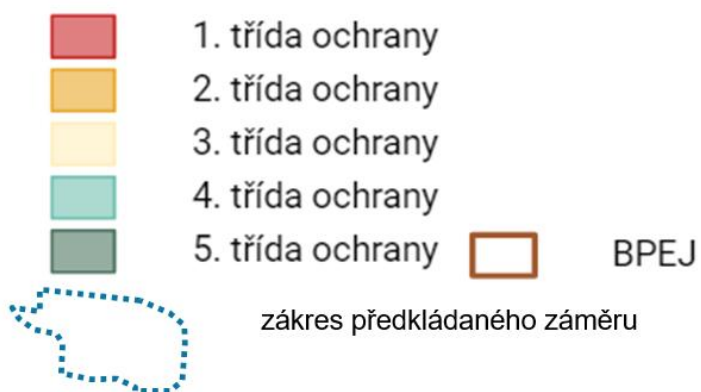 1. třída ochrany
2. třída ochrany
3. třída ochrany
4. třída ochrany
5. třída ochrany BPEJ
zákres předkládaného záměru